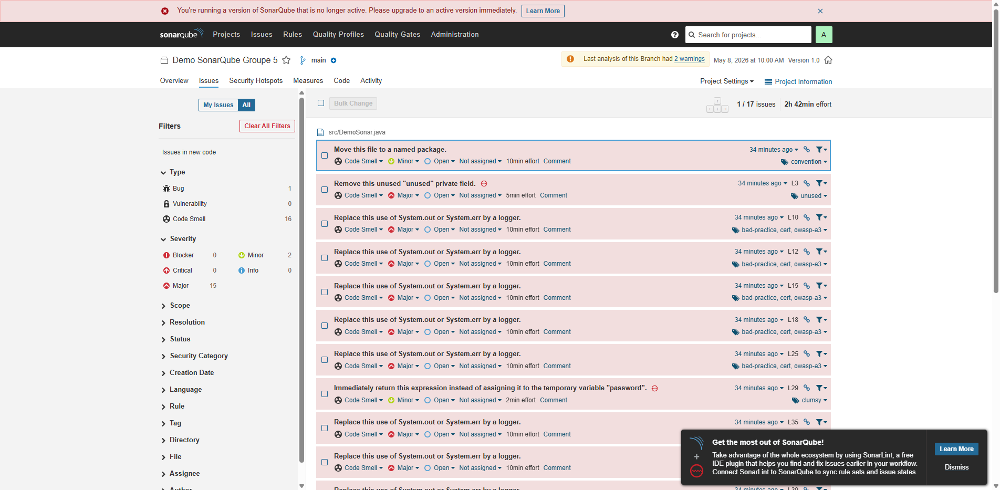 You're running a version of SonarQube that is no longer active. Please upgrade to an active version immediately. Learn More
sonarqube Projects Issues Rules Quality Profiles Quality Gates Administration Search for projects... A
Demo SonarQube Groupe 5 main Last analysis of this Branch had 2 warnings May 8, 2026 at 10:00 AM Version 1.0
Overview Issues Security Hotspots Measures Code Activity Project Settings Project Information
My Issues All
Filters Clear All Filters
Issues in new code
Type
Bug 1
Vulnerability 0
Code Smell 16
Severity
Blocker 0 Minor 2
Critical 0 Info 0
Major 15
Scope
Resolution
Status
Security Category
Creation Date
Language
Rule
Tag
Directory
File
Assignee
Author
Bulk Change 1 / 17 issues 2h 42min effort
src/DemoSonar.java
Move this file to a named package. 34 minutes ago
Code Smell Minor Open Not assigned 10min effort Comment convention
Remove this unused "unused" private field. 34 minutes ago L3
Code Smell Major Open Not assigned 5min effort Comment unused
Replace this use of System.out or System.err by a logger. 34 minutes ago L10
Code Smell Major Open Not assigned 10min effort Comment bad-practice, cert, owasp-a3
Replace this use of System.out or System.err by a logger. 34 minutes ago L12
Code Smell Major Open Not assigned 10min effort Comment bad-practice, cert, owasp-a3
Replace this use of System.out or System.err by a logger. 34 minutes ago L15
Code Smell Major Open Not assigned 10min effort Comment bad-practice, cert, owasp-a3
Replace this use of System.out or System.err by a logger. 34 minutes ago L18
Code Smell Major Open Not assigned 10min effort Comment bad-practice, cert, owasp-a3
Replace this use of System.out or System.err by a logger. 34 minutes ago L25
Code Smell Major Open Not assigned 10min effort Comment bad-practice, cert, owasp-a3
Immediately return this expression instead of assigning it to the temporary variable "password". 34 minutes ago L29
Code Smell Minor Open Not assigned 2min effort Comment clumsy
Replace this use of System.out or System.err by a logger. 34 minutes ago L35
Code Smell Major Open Not assigned 10min effort Comment
Replace this use of System.out or System.err by a logger.
Code Smell Major Open Not assigned 10min effort Comment
Replace this use of System.out or System.err by a logger. 34 minutes ago L39
Get the most out of SonarQube!
Take advantage of the whole ecosystem by using SonarLint, a free
IDE plugin that helps you find and fix issues earlier in your workflow.
Connect SonarLint to SonarQube to sync rule sets and issue states.
Learn More
Dismiss